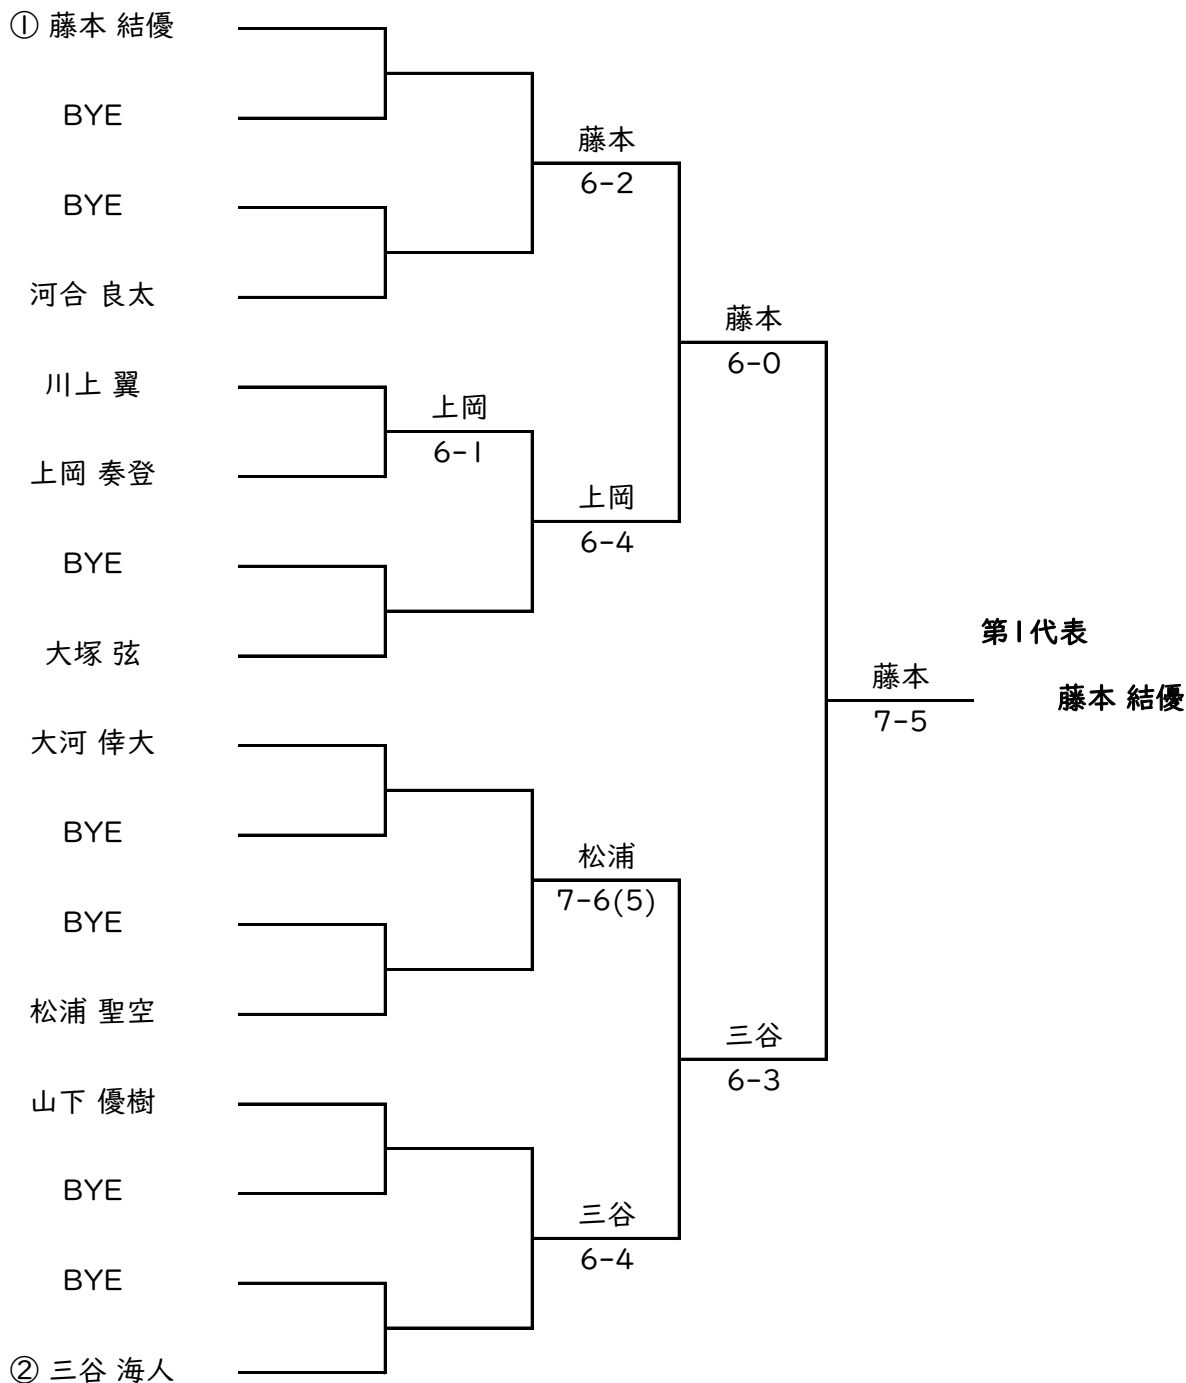 ① 藤本 結優
BYE
藤本
6-2
BYE
河合 良太
藤本
6-0
川上 翼
上岡
6-1
上岡 奏登
上岡
6-4
BYE
大塚 弦
第1代表
藤本
7-5
藤本 結優
大河 倖大
BYE
松浦
7-6(5)
BYE
松浦 聖空
三谷
6-3
山下 優樹
BYE
三谷
6-4
BYE
② 三谷 海人